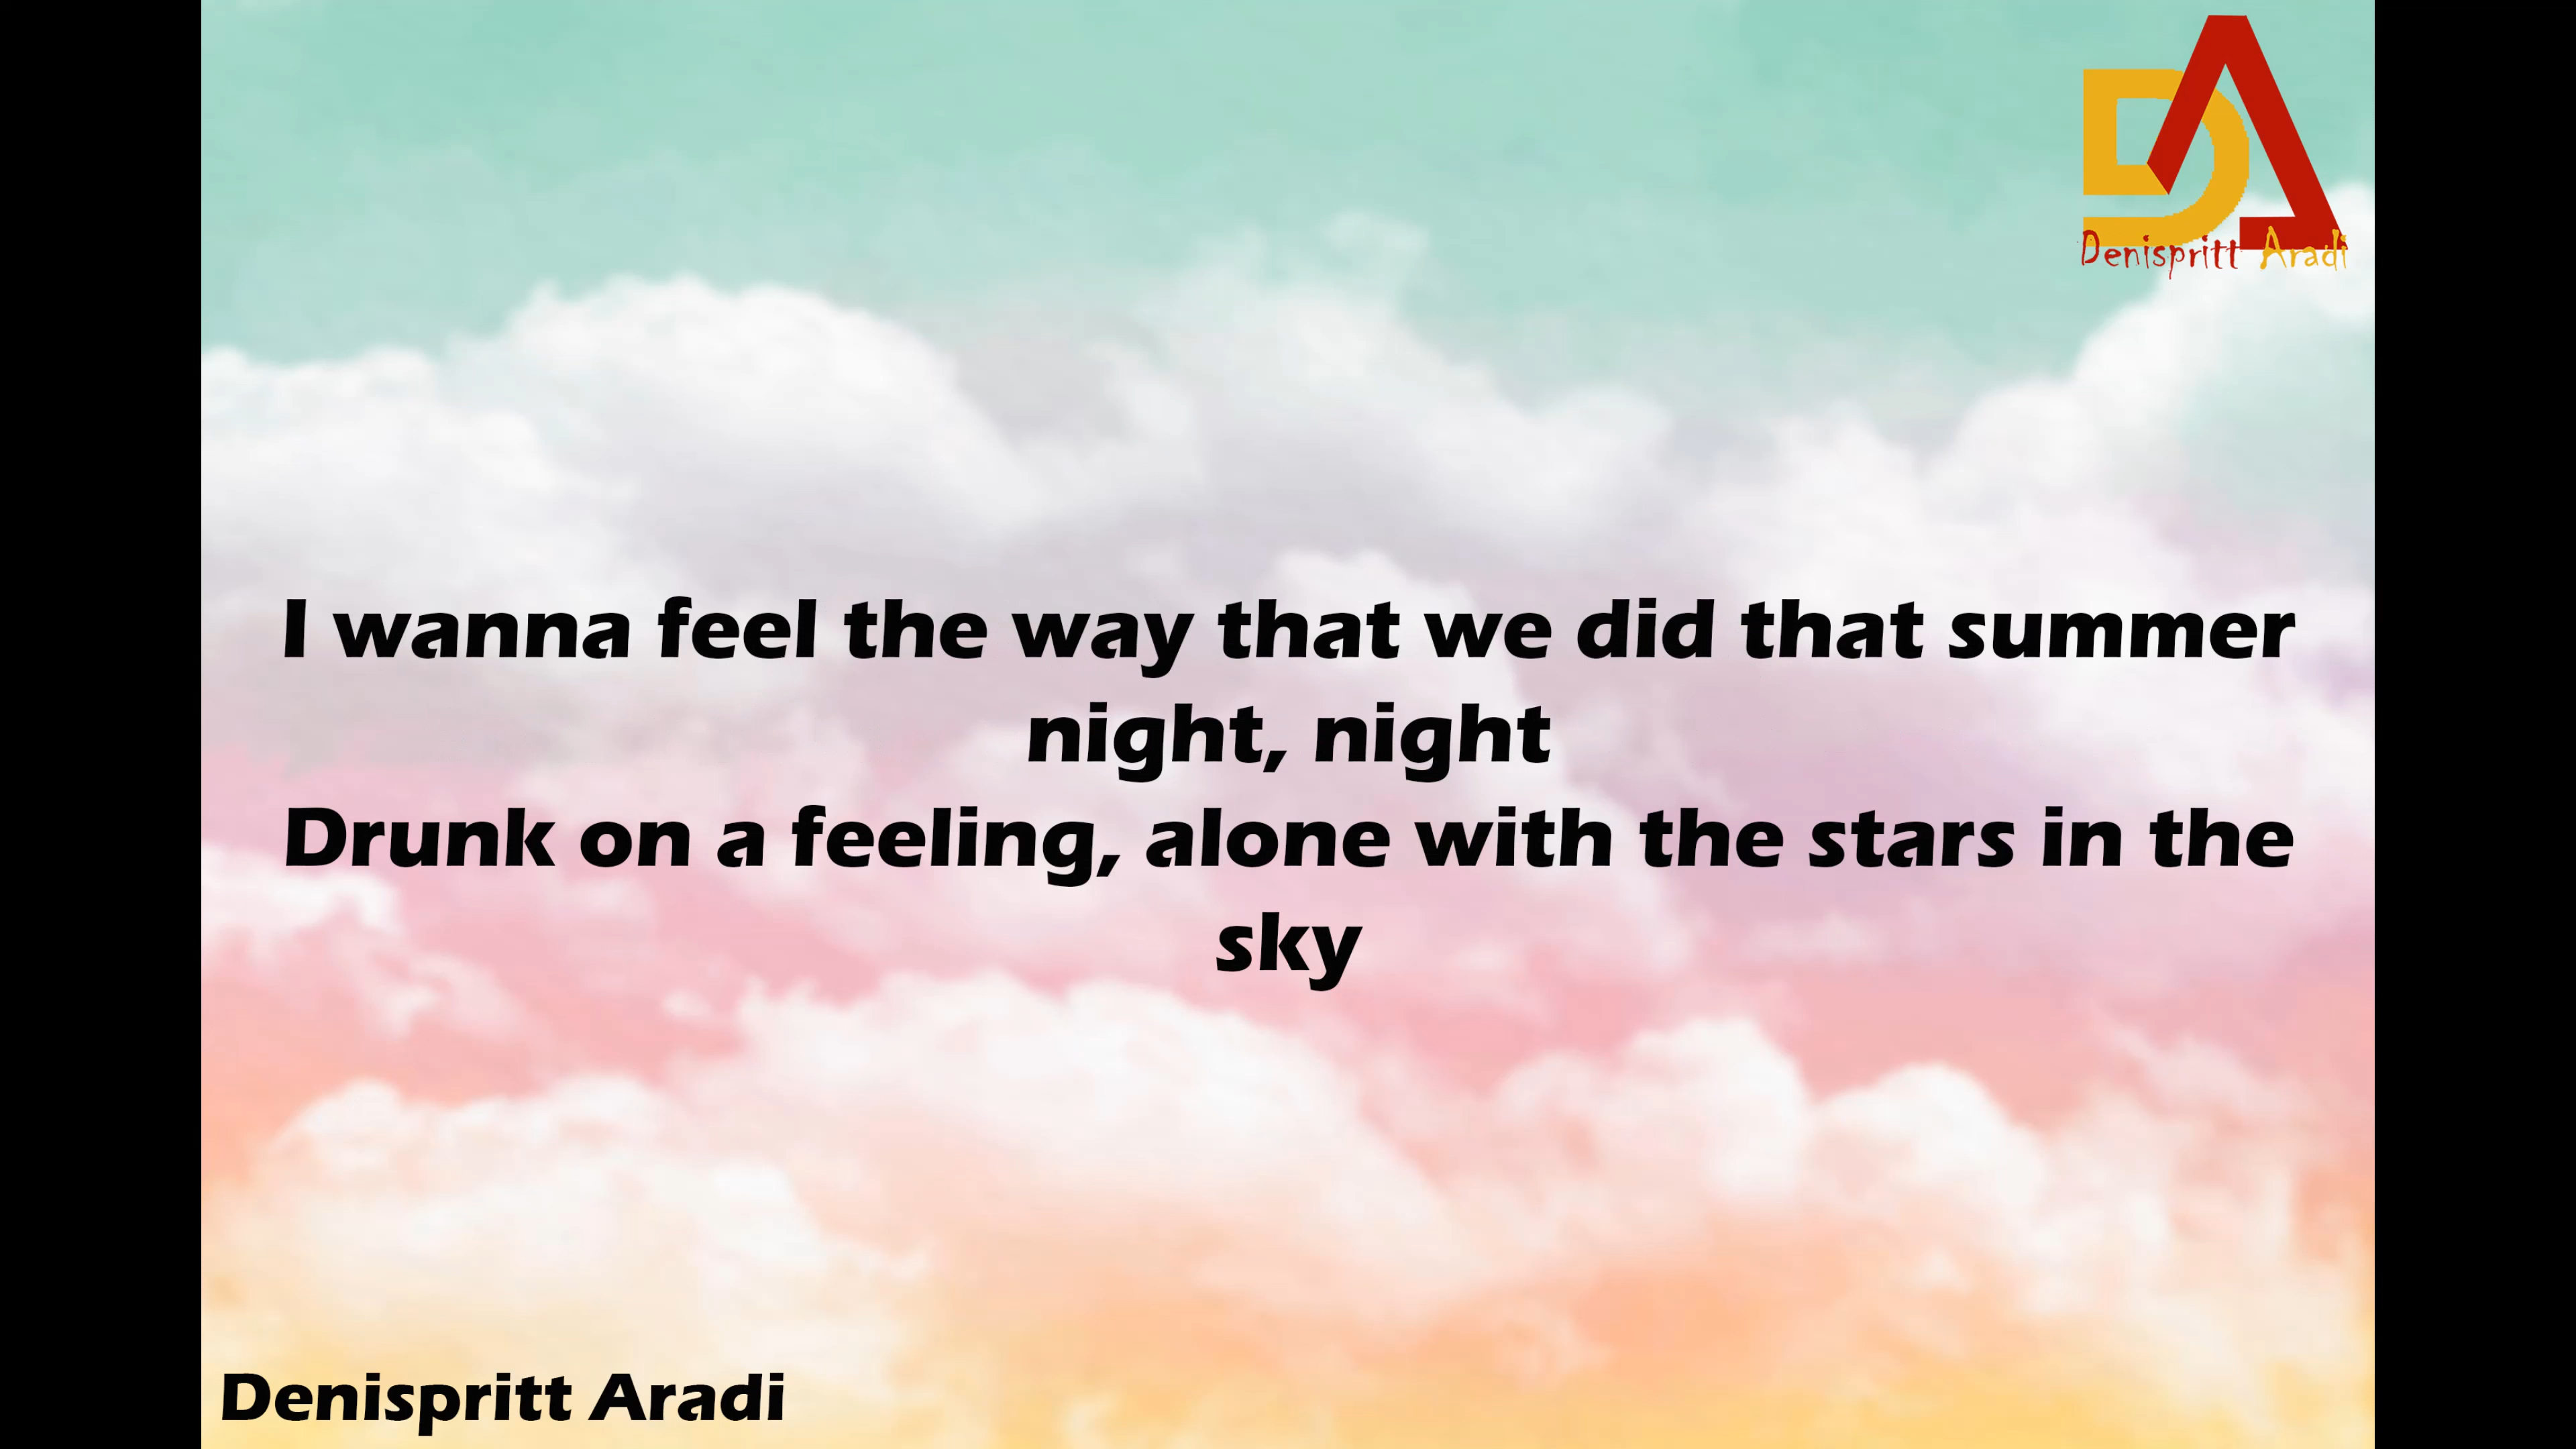 DA
Denispritt Aradi
I wanna feel the way that we did that summer
night, night
Drunk on a feeling, alone with the stars in the
sky
Denispritt Aradi